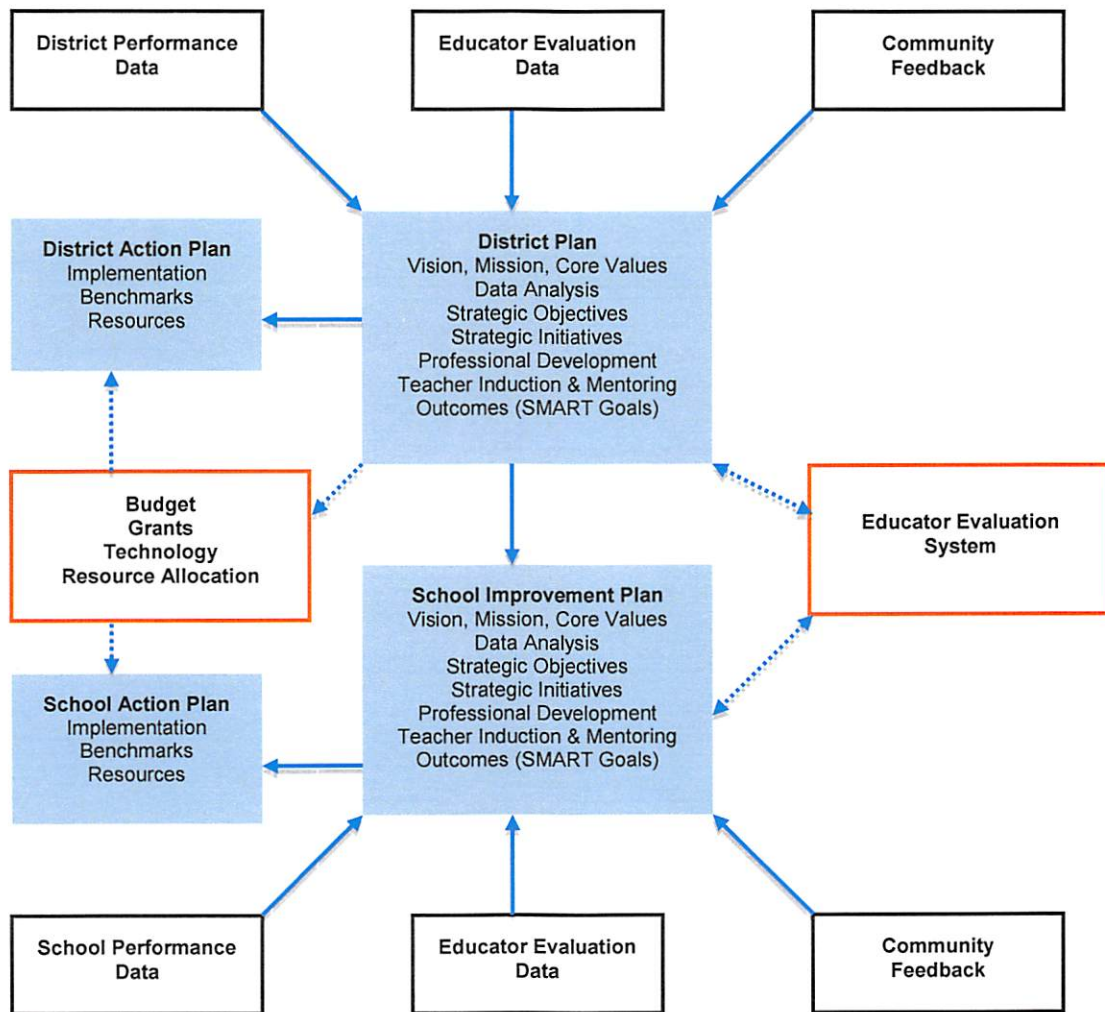 District Performance
Data
Educator Evaluation
Data
Community
Feedback
District Action Plan
Implementation
Benchmarks
Resources
District Plan
Vision, Mission, Core Values
Data Analysis
Strategic Objectives
Strategic Initiatives
Professional Development
Teacher Induction & Mentoring
Outcomes (SMART Goals)
Budget
Grants
Technology
Resource Allocation
Educator Evaluation
System
School Improvement Plan
Vision, Mission, Core Values
Data Analysis
Strategic Objectives
Strategic Initiatives
Professional Development
Teacher Induction & Mentoring
Outcomes (SMART Goals)
School Action Plan
Implementation
Benchmarks
Resources
School Performance
Data
Educator Evaluation
Data
Community
Feedback